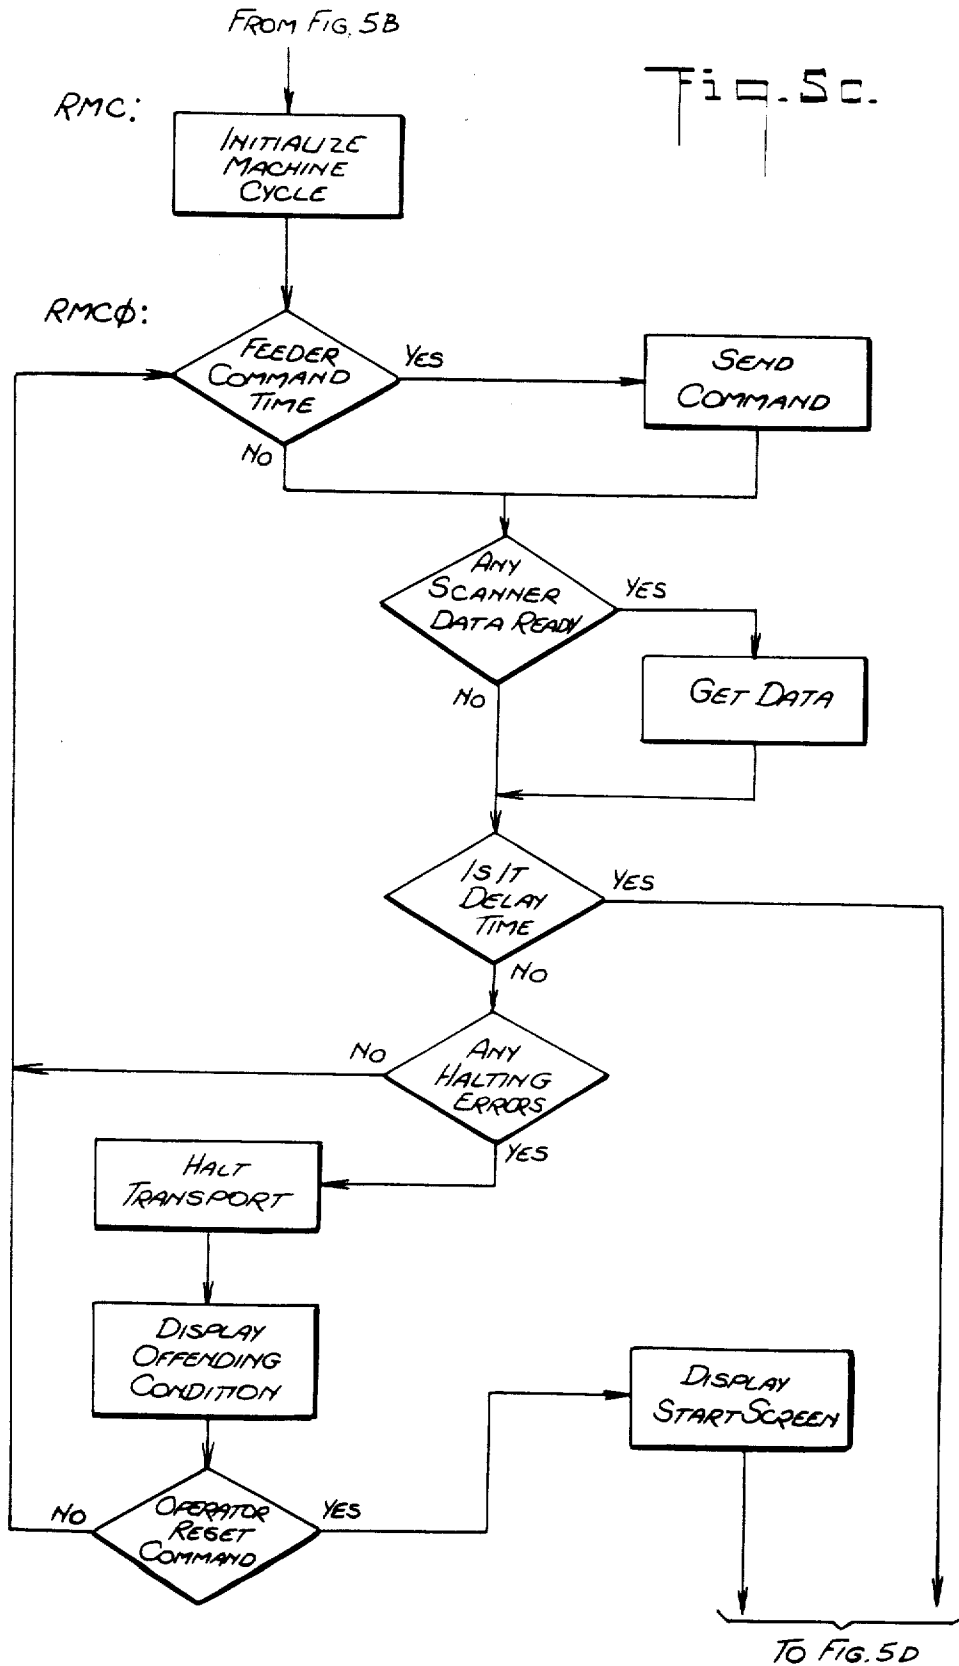 FROM FIG. 5B
Fig. 5c.
RMC:
INITIALIZE
MACHINE
CYCLE
RMCφ:
FEEDER
COMMAND
TIME
YES
NO
SEND
COMMAND
ANY
SCANNER
DATA READY
YES
NO
GET DATA
IS IT
DELAY
TIME
YES
NO
ANY
HALTING
ERRORS
NO
YES
HALT
TRANSPORT
DISPLAY
OFFENDING
CONDITION
DISPLAY
START SCREEN
OPERATOR
RESET
COMMAND
NO
YES
TO FIG. 5D